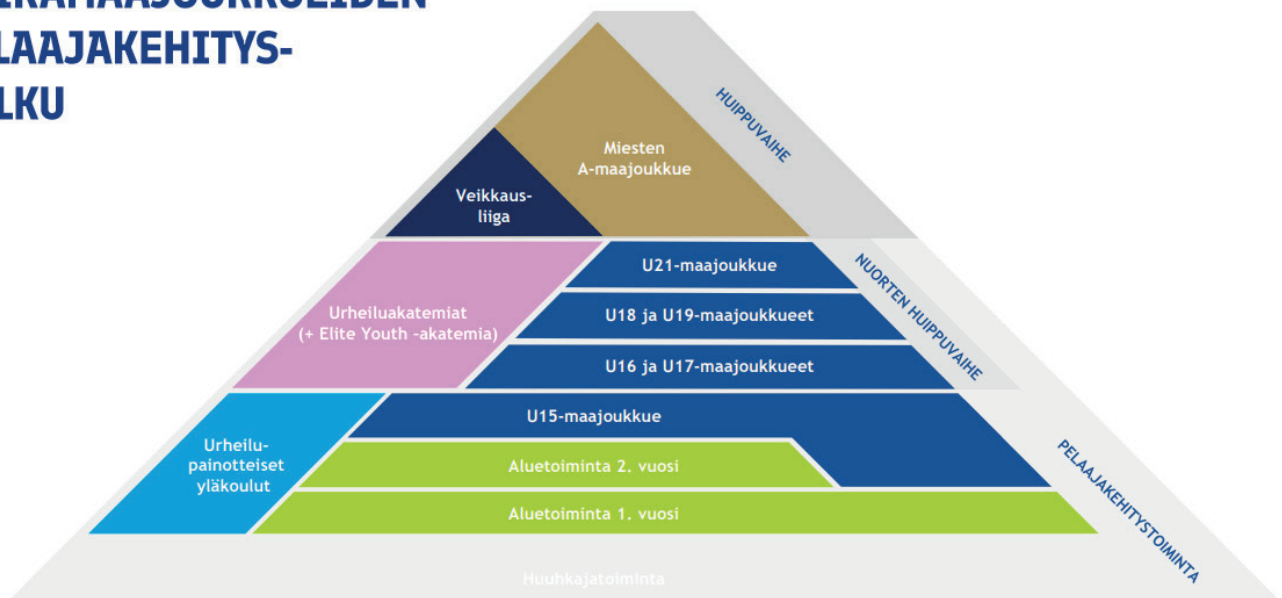 LAAJAKEHITYS-
LKU
HUIPPUVAIHE
Miesten
A-maajoukkue
Veikkaus-
liiga
NUORTEN HUIPPUVAIHE
U21-maajoukkue
Urheiluakatemiat
(+ Elite Youth -akatemia)
U18 ja U19-maajoukkueet
U16 ja U17-maajoukkueet
PELAAJAKEHITYSTOIMINTA
U15-maajoukkue
Urheilu-
painotteiset
yläkoulut
Aluetoiminta 2. vuosi
Aluetoiminta 1. vuosi
Huuhkajatoiminta